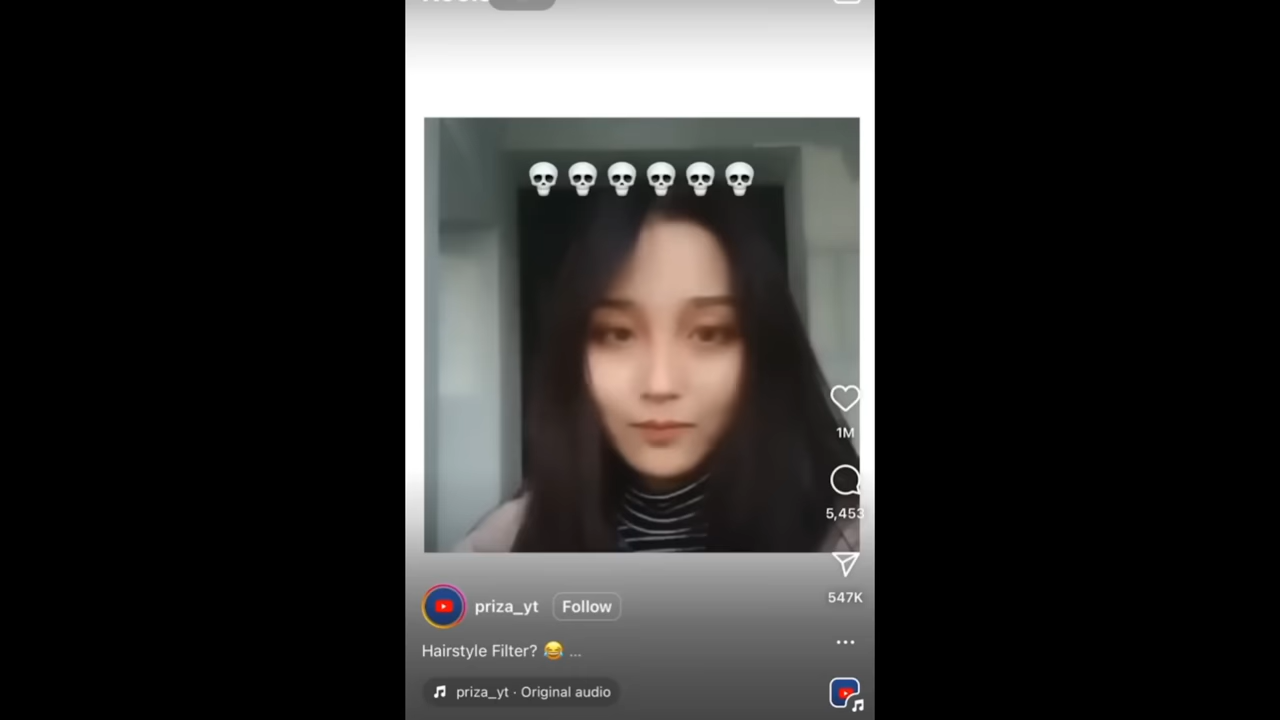 1M
5,453
547K
priza_yt Follow
Hairstyle Filter? 😂 ...
priza_yt · Original audio